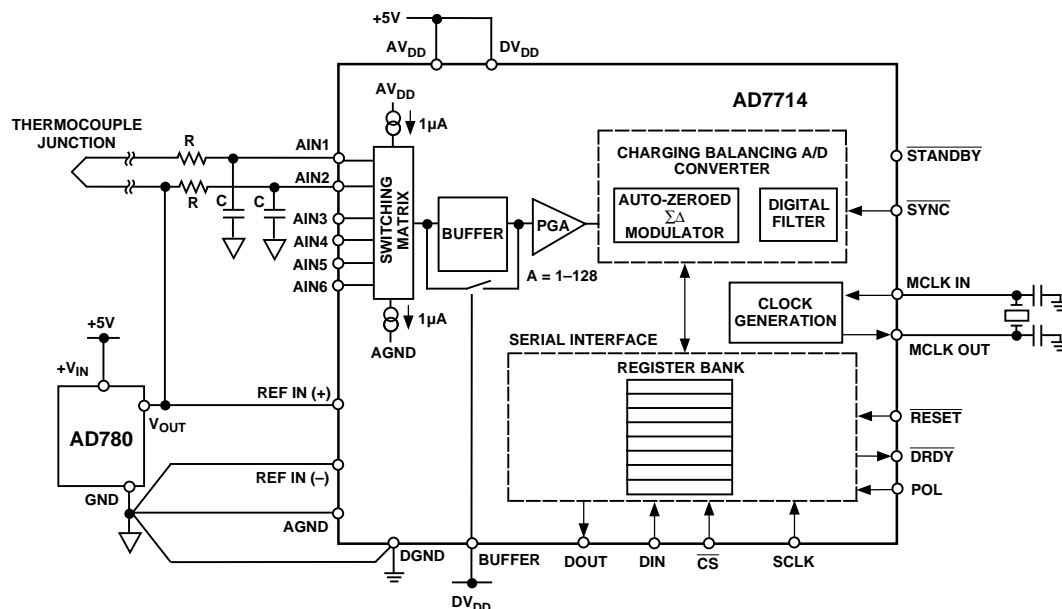 +5V
AVDD
DVDD
AD7714
AVDD
1µA
THERMOCOUPLE
JUNCTION
R
R
C
C
AIN1
AIN2
AIN3
AIN4
AIN5
AIN6
SWITCHING
MATRIX
BUFFER
PGA
A = 1–128
1µA
AGND
CHARGING BALANCING A/D
CONVERTER
AUTO-ZEROED
ΣΔ
MODULATOR
DIGITAL
FILTER
STANDBY
SYNC
CLOCK
GENERATION
MCLK IN
MCLK OUT
SERIAL INTERFACE
REGISTER BANK
RESET
DRDY
POL
+5V
+VIN
AD780
VOUT
GND
REF IN (+)
REF IN (–)
AGND
DGND
BUFFER
DVDD
DOUT
DIN
CS
SCLK